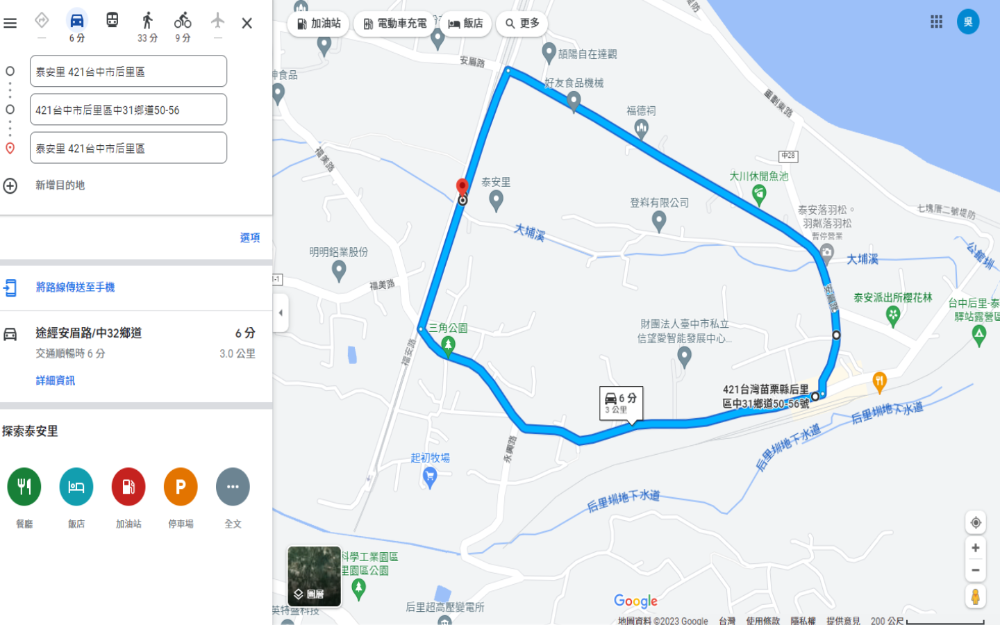 6 分
33 分
9 分
泰安里 421台中市后里區
421台中市后里區中31鄉道50-56
泰安里 421台中市后里區
新增目的地
選項
將路線傳送至手機
途經安眉路/中32鄉道
6 分
交通順暢時 6 分
3.0 公里
詳細資訊
探索泰安里
餐廳
飯店
加油站
停車場
全文
加油站
電動車充電
飯店
更多
吳
安眉路
頡陽自在達觀
好友食品機械
福德祠
重劃東路
中28
大川休閒魚池
福美路
泰安里
大埔溪
泰安落羽松。
羽粼落羽松
暫停營業
七塊厝二號堤防
公館圳
大埔溪
明明鋁業股份
福美路
安眉路
泰安派出所櫻花林
台中后里-泰
驛站露營區
三角公園
財團法人臺中市私立
信望愛智能發展中心...
福安路
6 分
3 公里
421台灣苗栗縣后里
區中31鄉道50-56號
后里圳地下水道
后里圳地下水道
永興路
起初牧場
后里圳地下水道
科學工業園區
里園區公園
圖層
英特盛科技
后里超高壓變電所
Google
地圖資料 ©2023 Google
台灣
使用條款
隱私權
提供意見
200 公尺